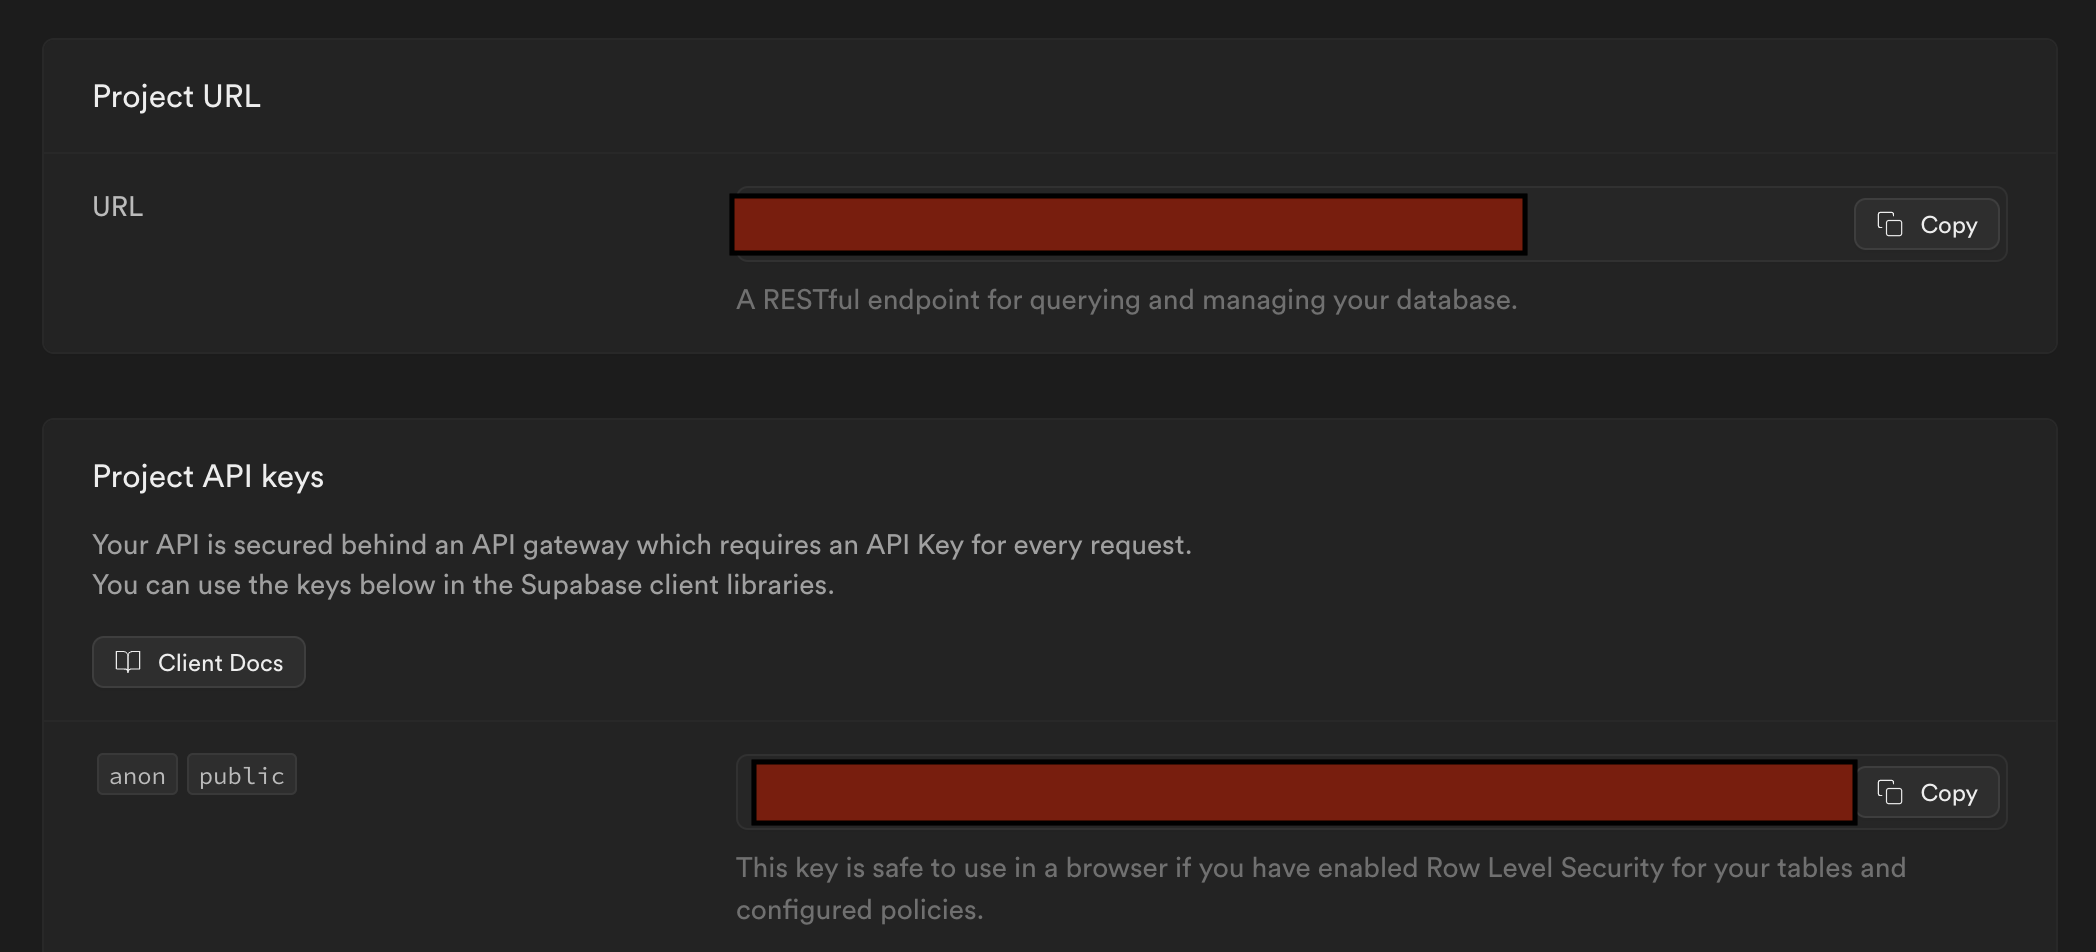 Project URL
URL
Copy
A RESTful endpoint for querying and managing your database.
Project API keys
Your API is secured behind an API gateway which requires an API Key for every request.
You can use the keys below in the Supabase client libraries.
Client Docs
anon public
Copy
This key is safe to use in a browser if you have enabled Row Level Security for your tables and
configured policies.